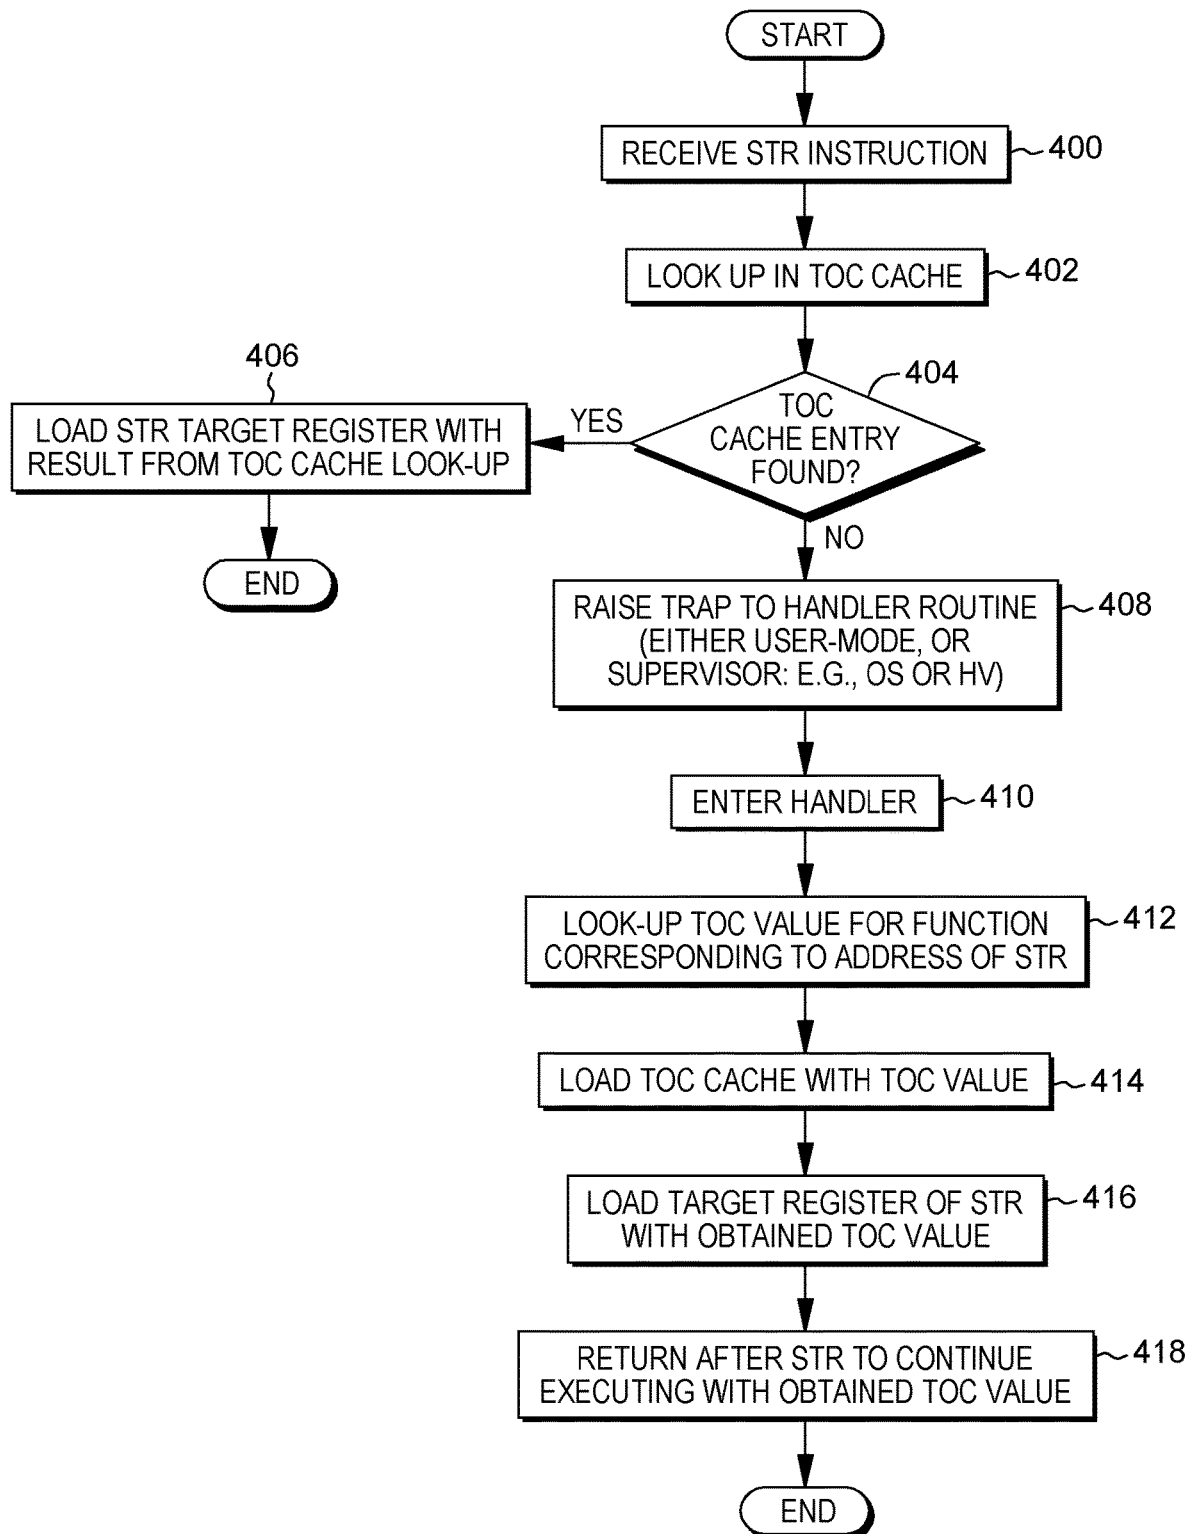 START
RECEIVE STR INSTRUCTION
400
LOOK UP IN TOC CACHE
402
404
TOC
CACHE ENTRY
FOUND?
YES
406
LOAD STR TARGET REGISTER WITH
RESULT FROM TOC CACHE LOOK-UP
END
NO
RAISE TRAP TO HANDLER ROUTINE
(EITHER USER-MODE, OR
SUPERVISOR: E.G., OS OR HV)
408
ENTER HANDLER
410
LOOK-UP TOC VALUE FOR FUNCTION
CORRESPONDING TO ADDRESS OF STR
412
LOAD TOC CACHE WITH TOC VALUE
414
LOAD TARGET REGISTER OF STR
WITH OBTAINED TOC VALUE
416
RETURN AFTER STR TO CONTINUE
EXECUTING WITH OBTAINED TOC VALUE
418
END